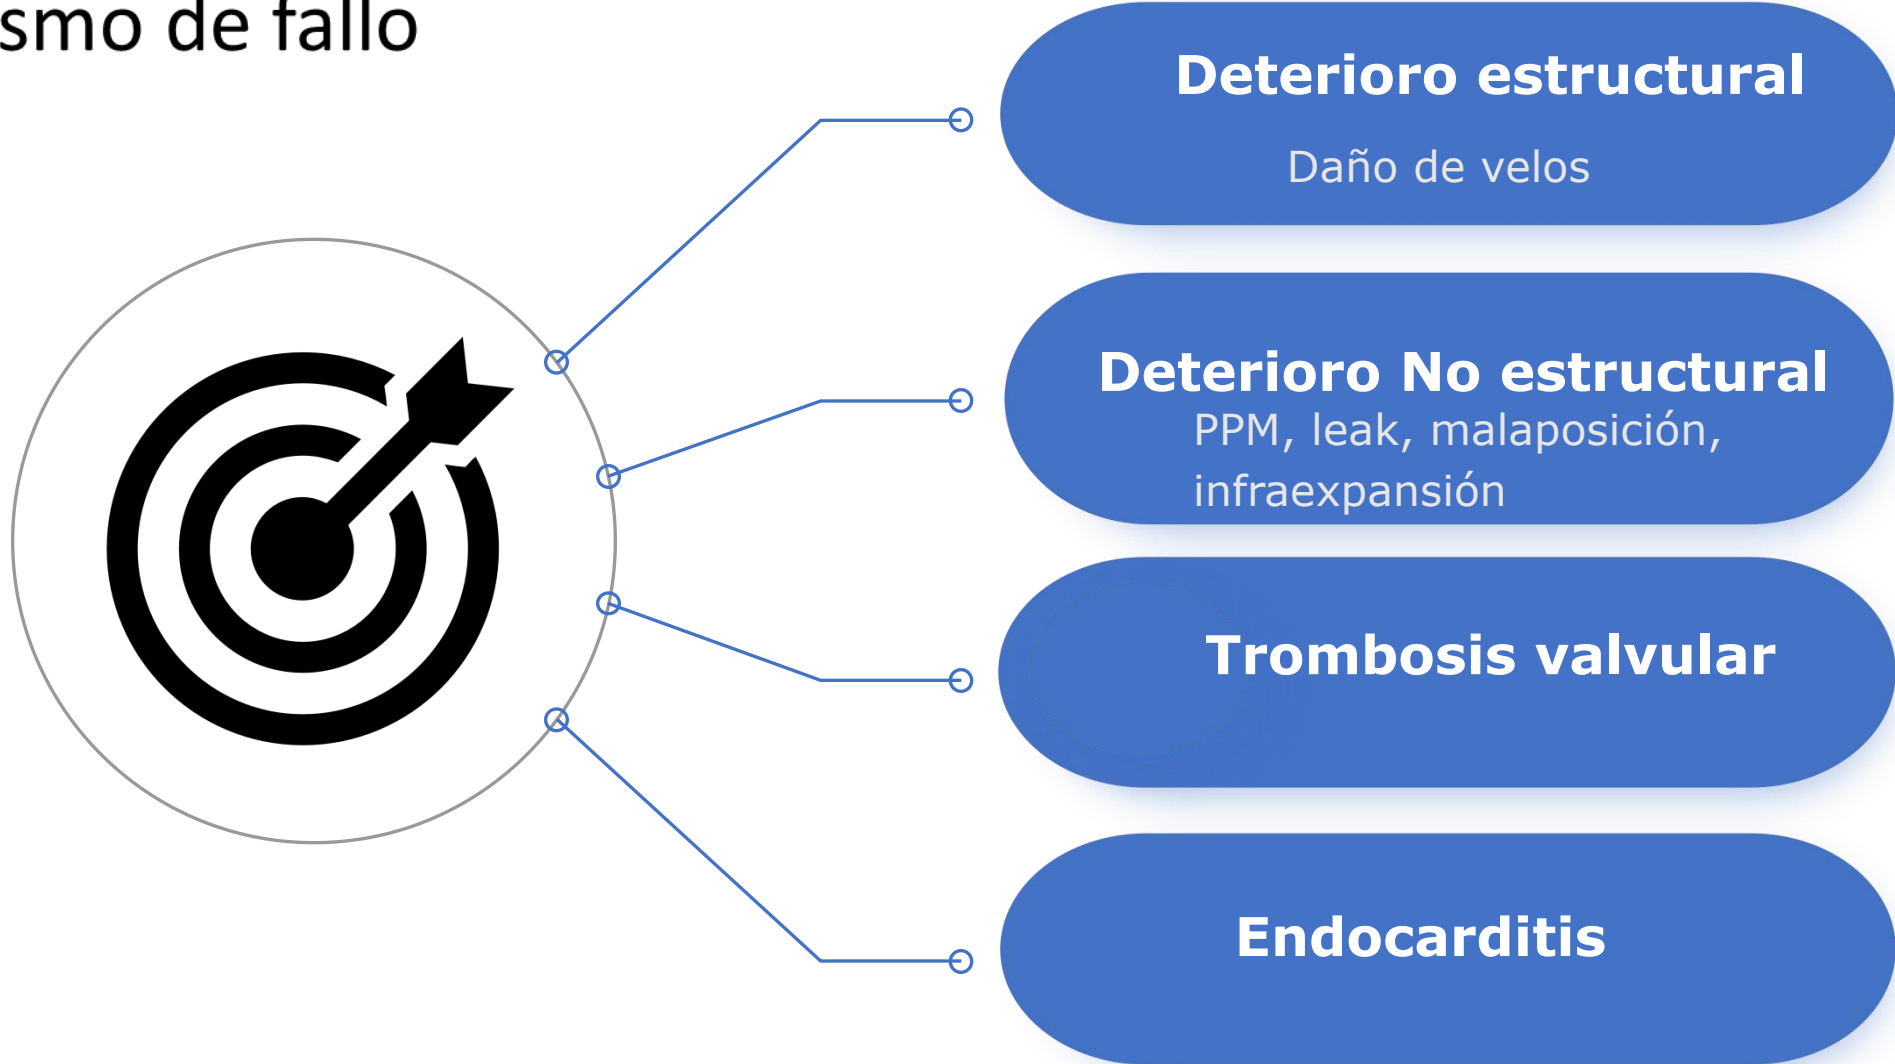 smo de fallo
Deterioro estructural
Daño de velos
Deterioro No estructural
PPM, leak, malaposición,
infraexpansión
Trombosis valvular
Endocarditis